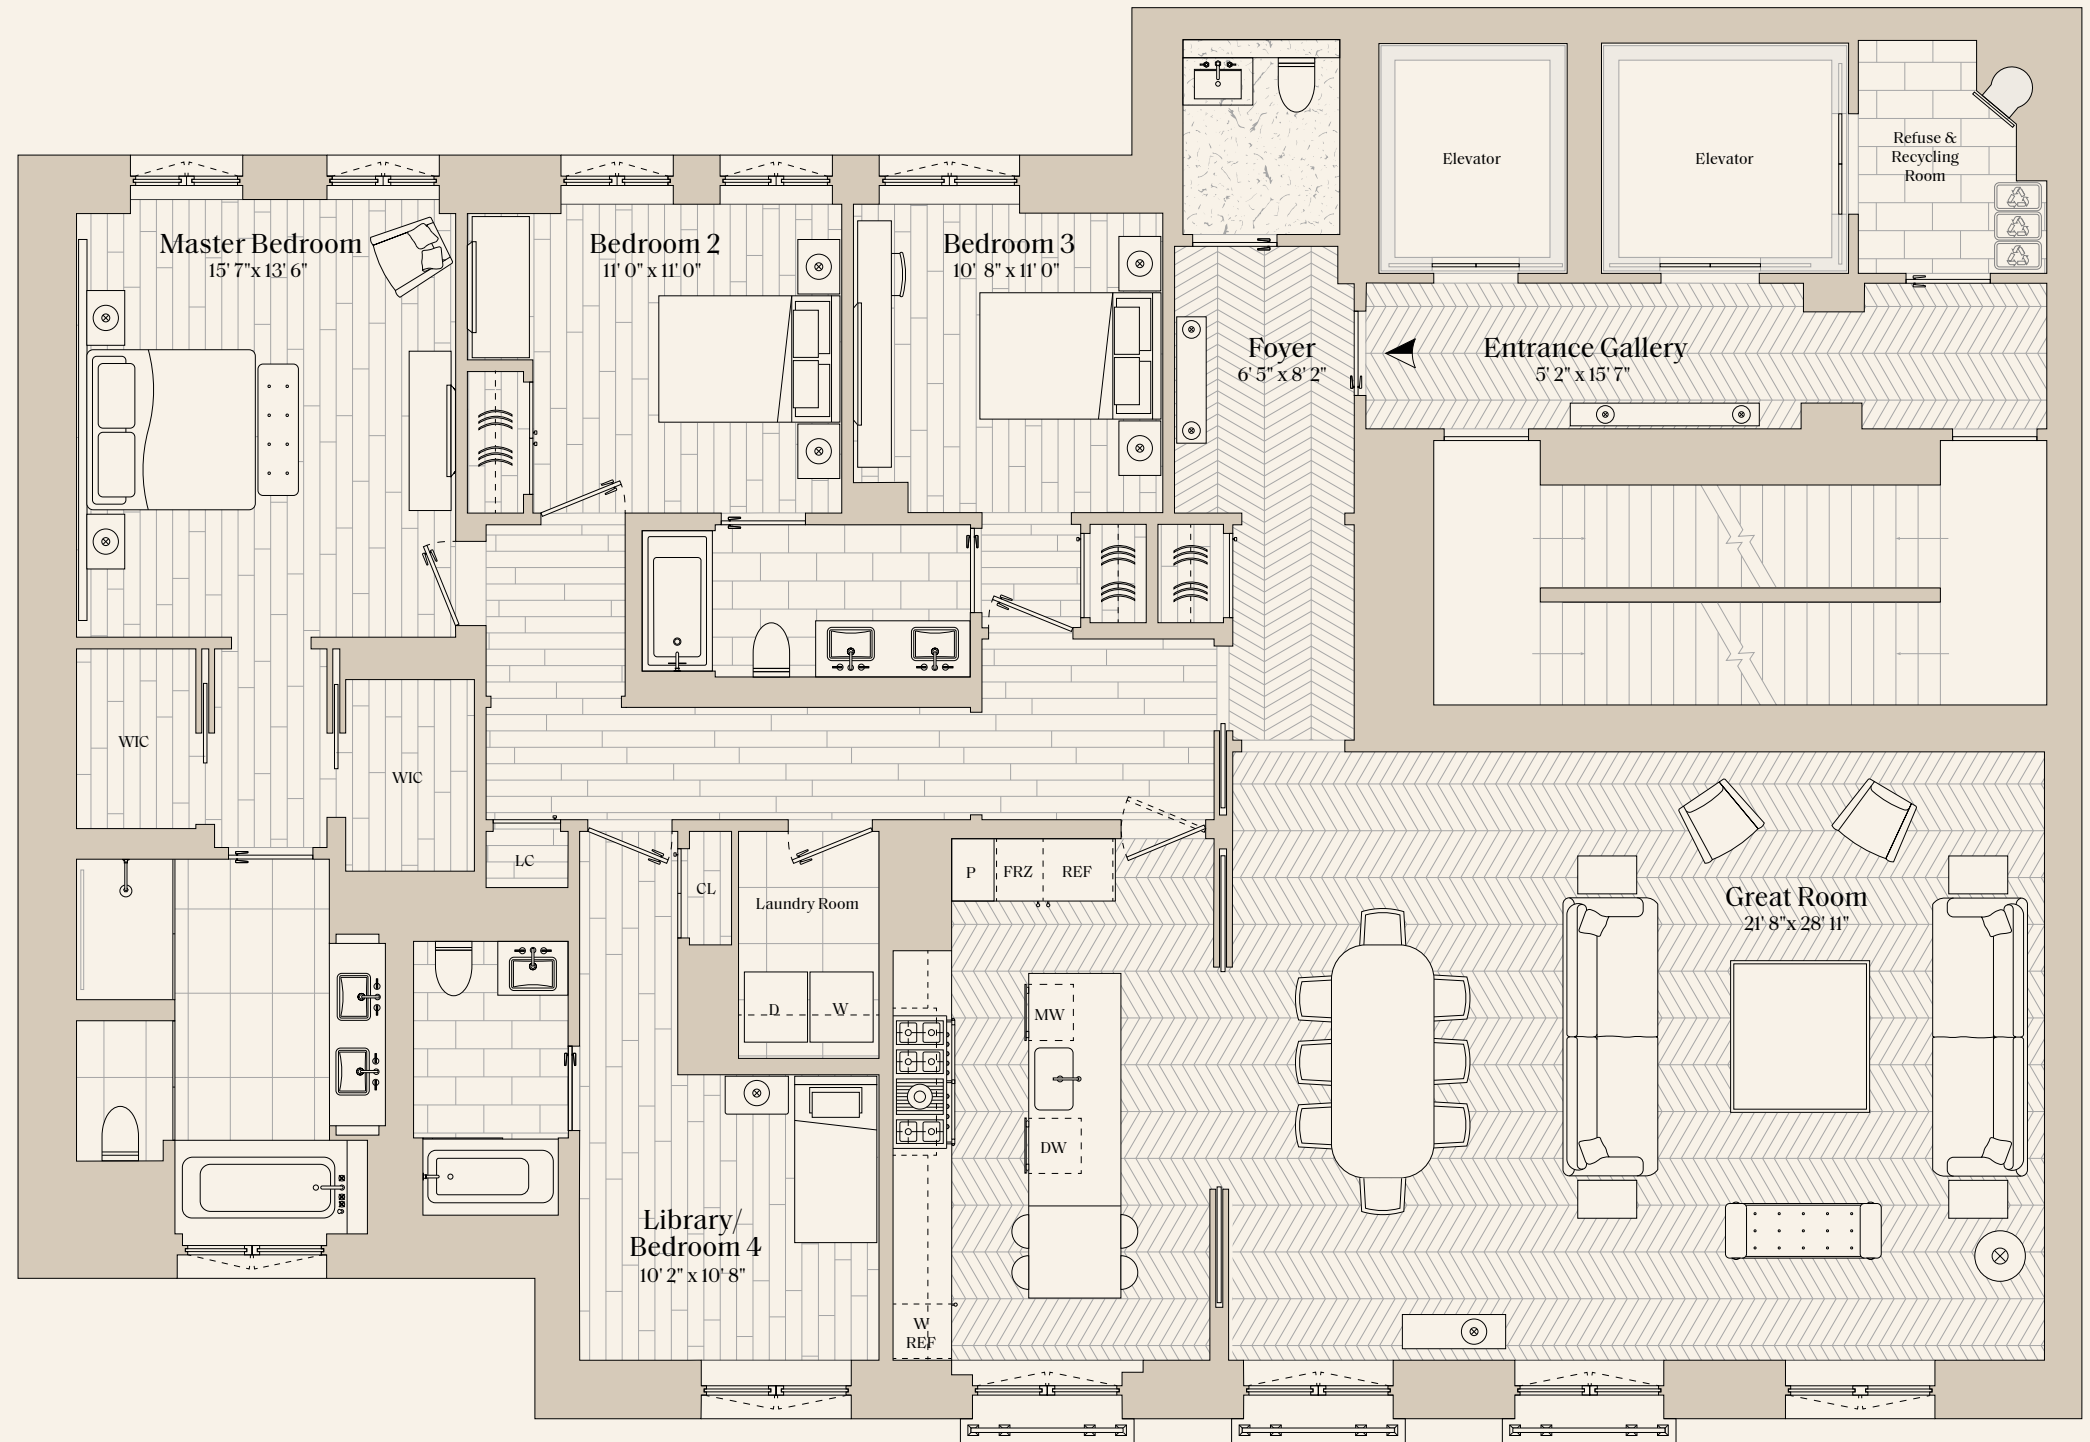 Elevator
Elevator
Refuse &
Recycling
Room
Master Bedroom
15' 7"x 13' 6"
Bedroom 2
11' 0" x 11' 0"
Bedroom 3
10' 8" x 11' 0"
Foyer
6' 5" x 8' 2"
Entrance Gallery
5' 2" x 15' 7"
WIC
WIC
LC
CL
Laundry Room
D
W
P
FRZ
REF
Great Room
21' 8"x 28' 11"
MW
DW
Library/
Bedroom 4
10' 2" x 10' 8"
W
REF